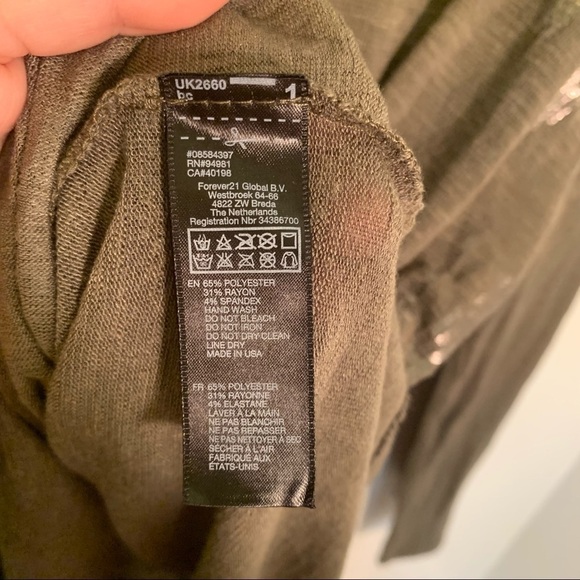 UK2660
bc 1
#08584397
RN#94981
CA#40198
Forever21 Global B.V.
Westbroek 64-66
4822 ZW Breda
The Netherlands
Registration Nbr 34386700
EN 65% POLYESTER
31% RAYON
4% SPANDEX
HAND WASH
DO NOT BLEACH
DO NOT IRON
DO NOT DRY CLEAN
LINE DRY
MADE IN USA
FR 65% POLYESTER
31% RAYONNE
4% ELASTANE
LAVER À LA MAIN
NE PAS BLANCHIR
NE PAS REPASSER
NE PAS NETTOYER À SEC
SÉCHER À L'AIR
FABRIQUÉ AUX
ÉTATS-UNIS